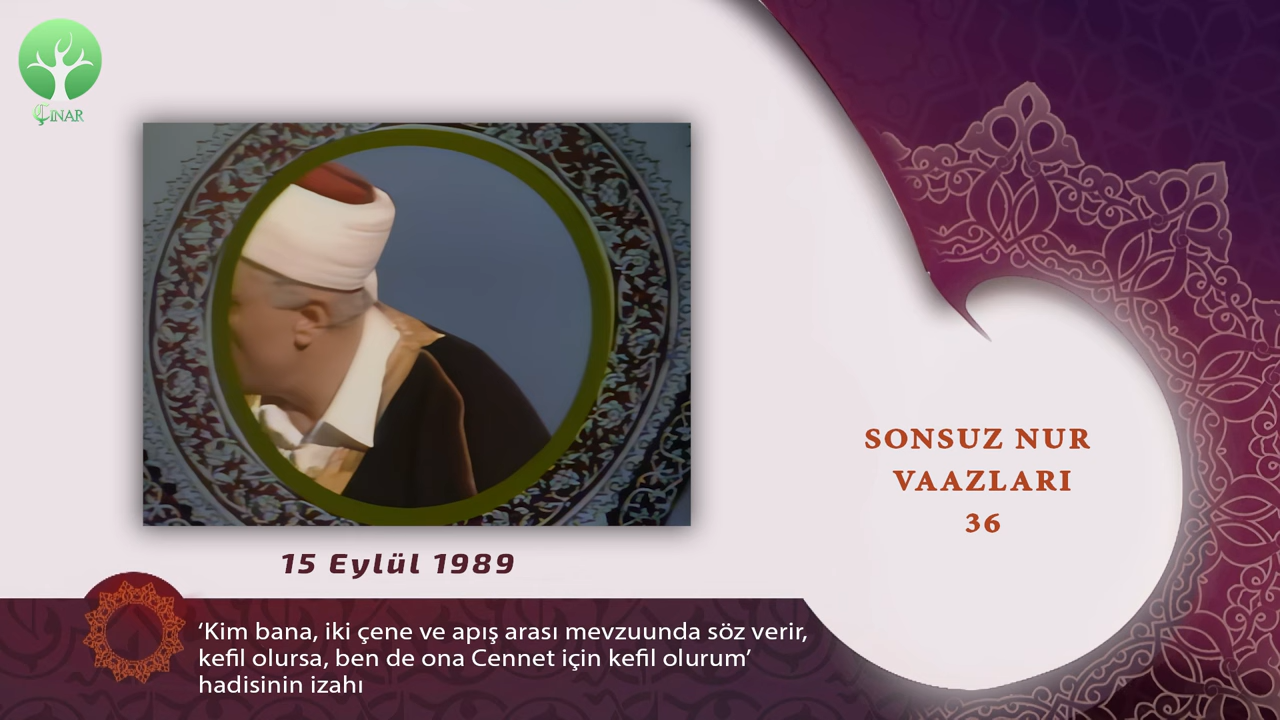 ÇINAR
SONSUZ NUR
VAAZLARI
36
15 Eylül 1989
‘Kim bana, iki çene ve apış arası mevzuunda söz verir,
kefil olursa, ben de ona Cennet için kefil olurum’
hadisinin izahı